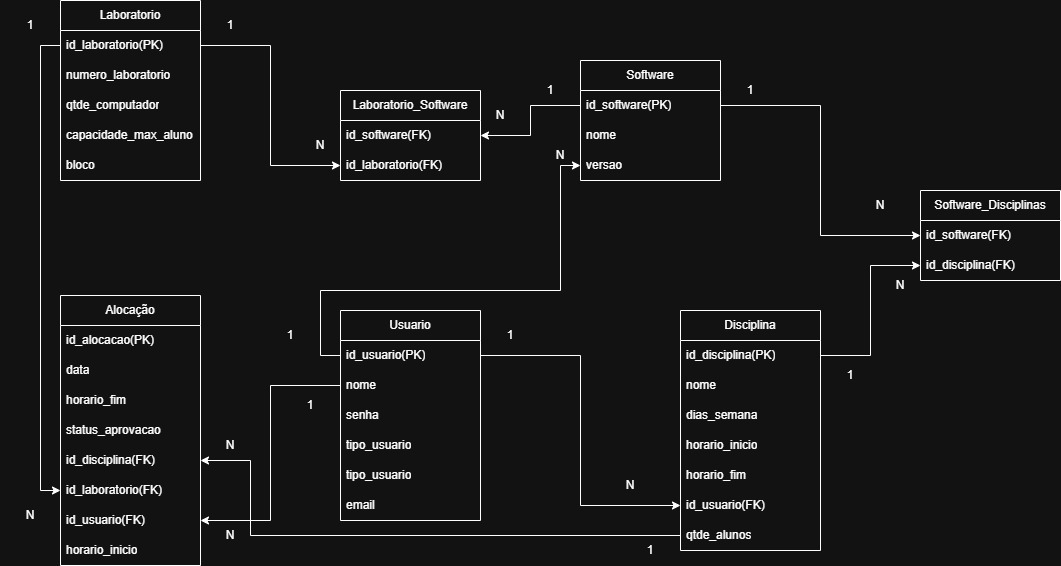 Laboratorio
id_laboratorio(PK)
numero_laboratorio
qtde_computador
capacidade_max_aluno
bloco
1
1
N
Laboratorio_Software
id_software(FK)
id_laboratorio(FK)
N
1
Software
id_software(PK)
nome
versao
N
1
N
Software_Disciplinas
id_software(FK)
id_disciplina(FK)
N
Alocação
id_alocacao(PK)
data
horario_fim
status_aprovacao
id_disciplina(FK)
id_laboratorio(FK)
id_usuario(FK)
horario_inicio
N
N
N
1
1
Usuario
id_usuario(PK)
nome
senha
tipo_usuario
tipo_usuario
email
1
N
Disciplina
id_disciplina(PK)
nome
dias_semana
horario_inicio
horario_fim
id_usuario(FK)
qtde_alunos
1
1